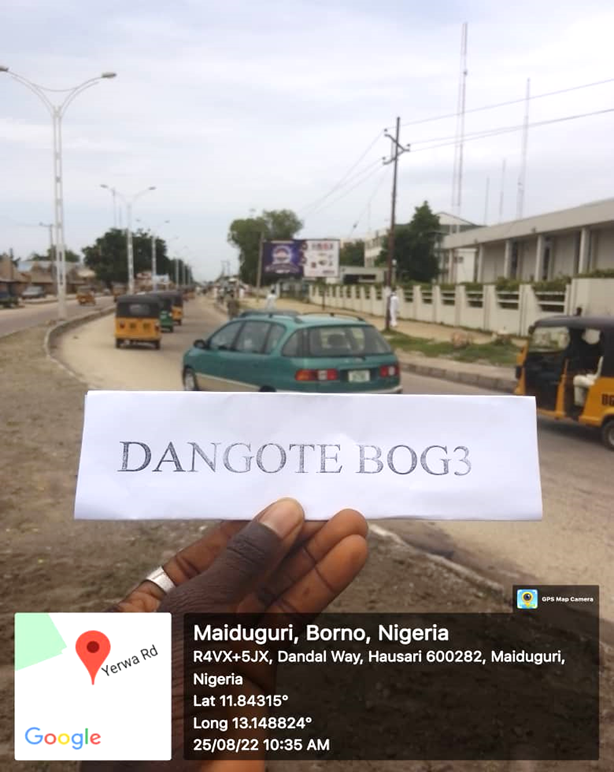 DANGOTE BOG3
GPS Map Camera
Yerwa Rd
Google
Maiduguri, Borno, Nigeria
R4VX+5JX, Dandal Way, Hausari 600282, Maiduguri,
Nigeria
Lat 11.84315°
Long 13.148824°
25/08/22 10:35 AM